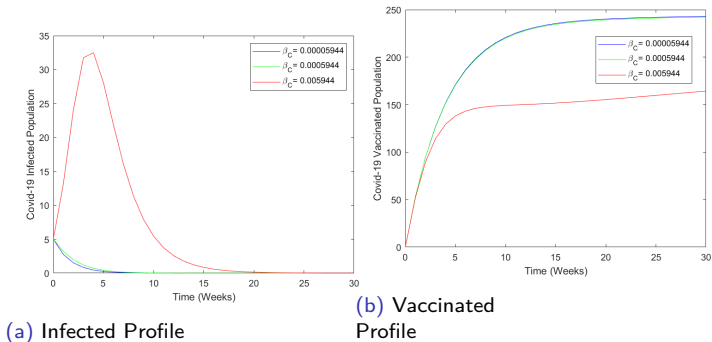 35
30
25
20
15
10
5
0
0 5 10 15 20 25 30
Time (Weeks)
Covid-19 Infected Population
β_C = 0.00005944
β_C = 0.0005944
β_C = 0.005944
(a) Infected Profile
250
200
150
100
50
0
0 5 10 15 20 25 30
Time (Weeks)
Covid-19 Vaccinated Population
β_C = 0.00005944
β_C = 0.0005944
β_C = 0.005944
(b) Vaccinated
Profile